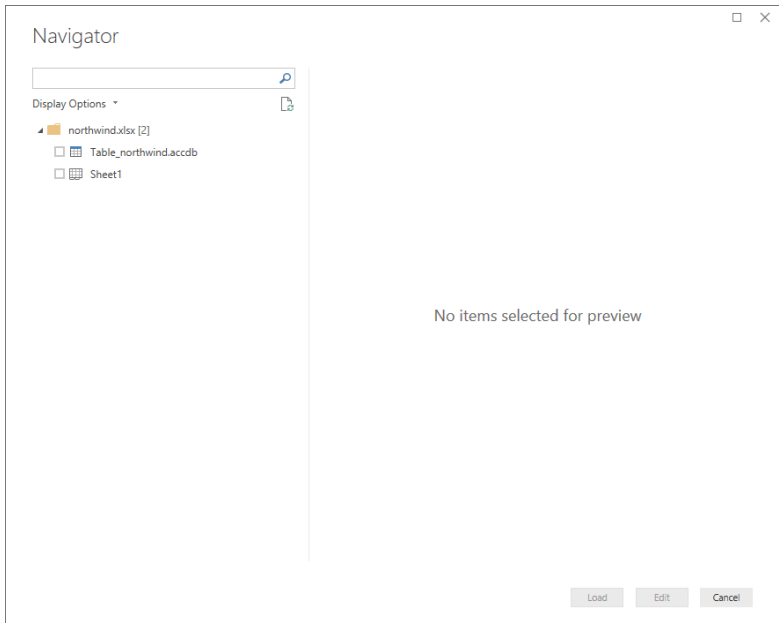 Navigator
Display Options
northwind.xlsx [2]
Table_northwind.accdb
Sheet1
No items selected for preview
Load
Edit
Cancel